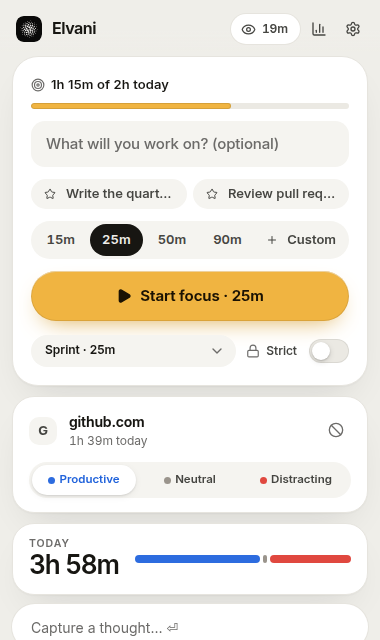 Elvani
19m
1h 15m of 2h today
What will you work on? (optional)
Write the quart...
Review pull req...
15m
25m
50m
90m
+ Custom
Start focus · 25m
Sprint · 25m
Strict
G
github.com
1h 39m today
Productive
Neutral
Distracting
TODAY
3h 58m
Capture a thought... ⏎